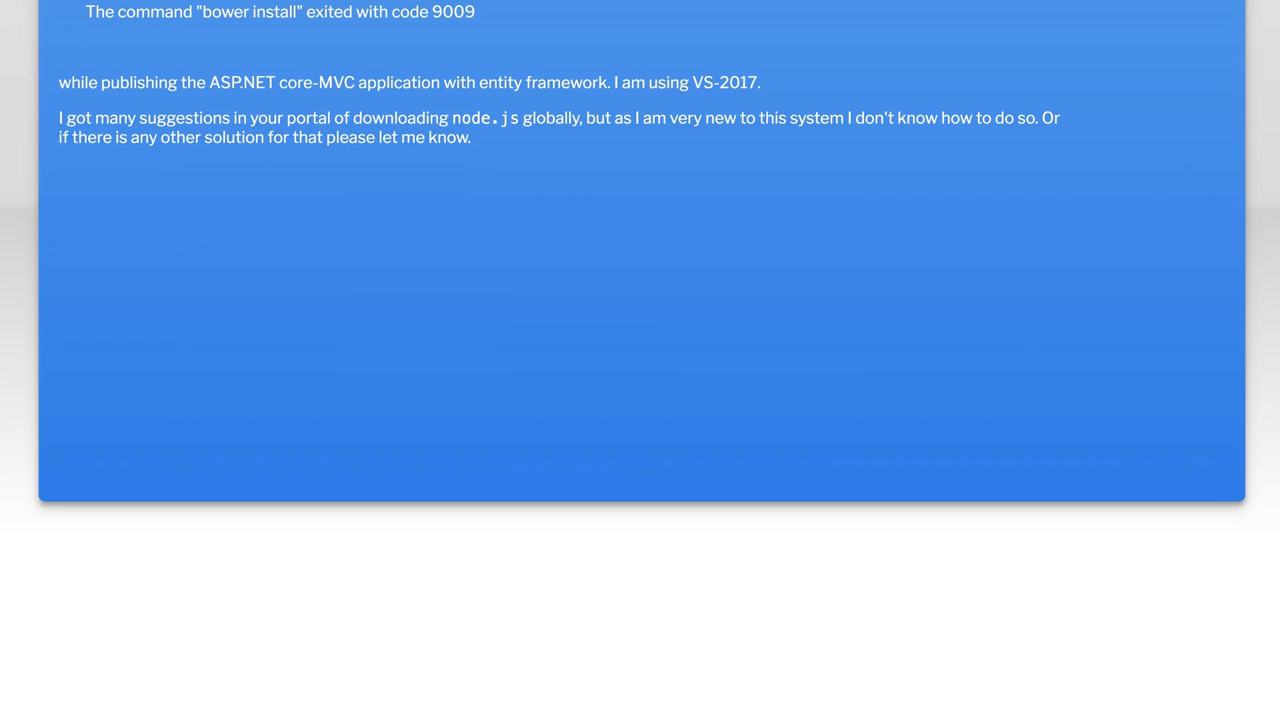 The command "bower install" exited with code 9009
while publishing the ASP.NET core-MVC application with entity framework. I am using VS-2017.
I got many suggestions in your portal of downloading node.js globally, but as I am very new to this system I don't know how to do so. Or
if there is any other solution for that please let me know.